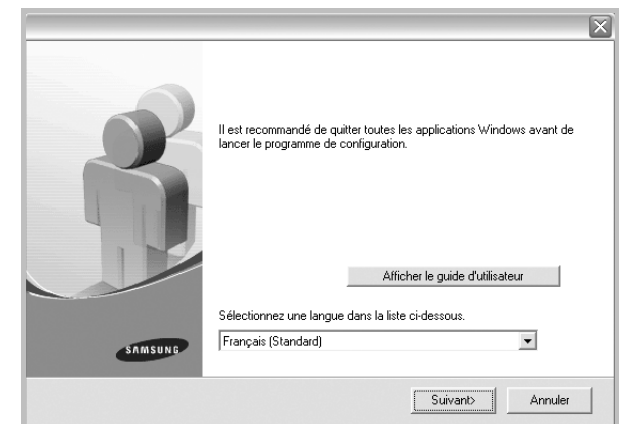 Il est recommandé de quitter toutes les applications Windows avant de
lancer le programme de configuration.
Afficher le guide d'utilisateur
Sélectionnez une langue dans la liste ci-dessous.
Français (Standard)
SAMSUNG
Suivant>
Annuler